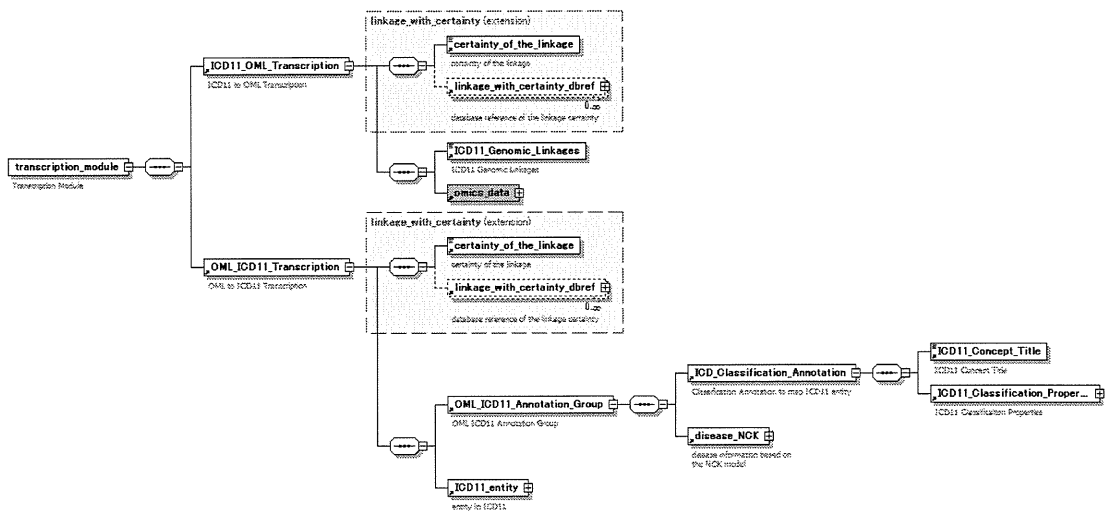 linkage_with_certainty (extension)
certainty_of_the_linkage
certainty of the linkage
linkage_with_certainty_dbref
0..∞
database reference of the linkage certainty
ICD11_OML_Transcription
ICD11 to OML Transcription
ICD11_Genomic_Linkages
ICD11 Genomic Linkages
omics_data
transcription_module
Transcription Module
linkage_with_certainty (extension)
certainty_of_the_linkage
certainty of the linkage
linkage_with_certainty_dbref
0..∞
database reference of the linkage certainty
OML_ICD11_Transcription
OML to ICD11 Transcription
ICD11_Concept_Title
ICD11 Concept Title
ICD_Classification_Annotation
Classification Annotation to map ICD11 entity
ICD11_Classification_Proper...
ICD11 Classification Properties
OML_ICD11_Annotation_Group
OML ICD11 Annotation Group
disease_NCK
disease information based on
the NCK model
ICD11_entity
entity in ICD11